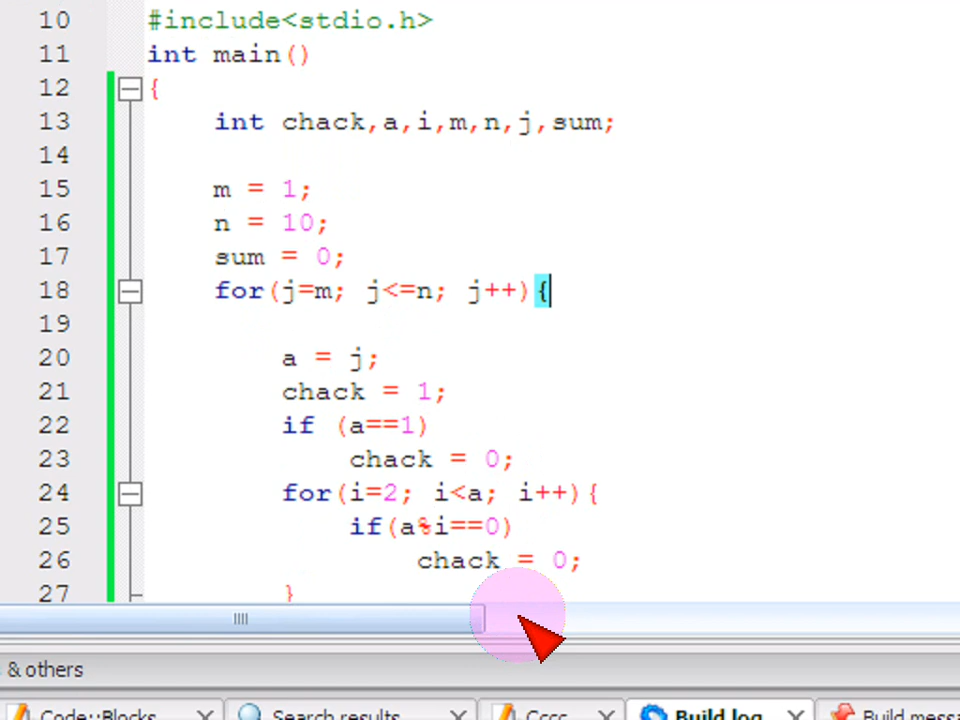 10 #include<stdio.h>
11 int main()
12 {
13 int chack,a,i,m,n,j,sum;
14
15 m = 1;
16 n = 10;
17 sum = 0;
18 for(j=m; j<=n; j++){
19
20 a = j;
21 chack = 1;
22 if (a==1)
23 chack = 0;
24 for(i=2; i<a; i++){
25 if(a%i==0)
26 chack = 0;
27 }
& others
Code::Blocks Search results Cccc Build log Build